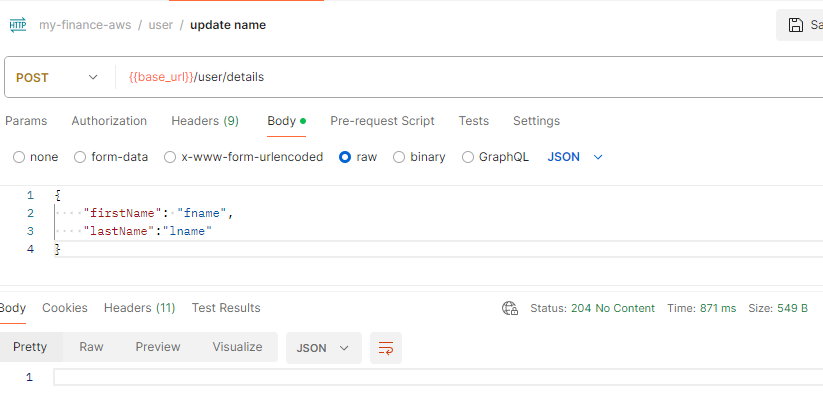 HTTP my-finance-aws / user / update name
POST {{base_url}}/user/details
Params Authorization Headers (9) Body Pre-request Script Tests Settings
none form-data x-www-form-urlencoded raw binary GraphQL JSON
1 {
2 "firstName": "fname",
3 "lastName":"lname"
4 }
Body Cookies Headers (11) Test Results Status: 204 No Content Time: 871 ms Size: 549 B
Pretty Raw Preview Visualize JSON
1